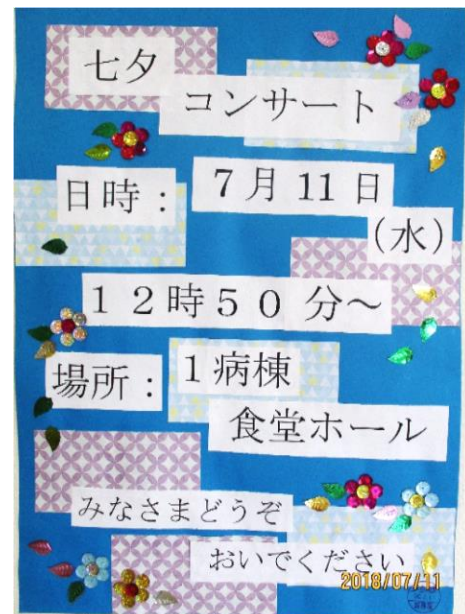 七夕
コンサート
日時：
７月 11 日
（水）
１２時５０ 分～
場所：
１病棟
食堂ホール
みなさまどうぞ
おいでください
2018/07/11